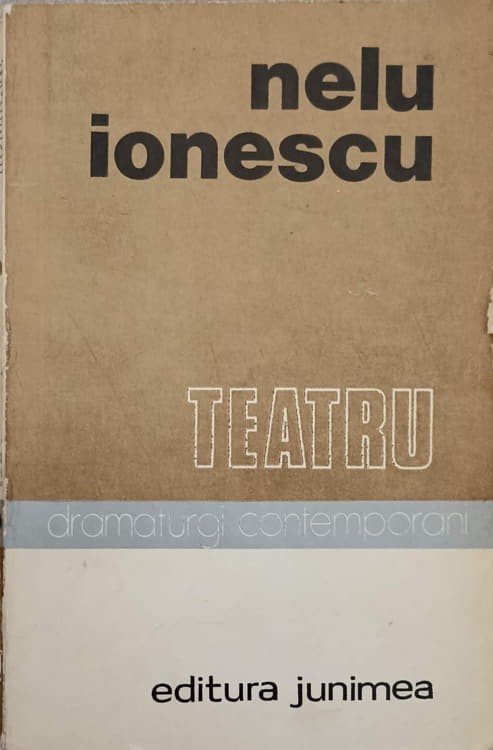 nelu
ionescu
TEATRU
dramaturgi contemporani
editura junimea